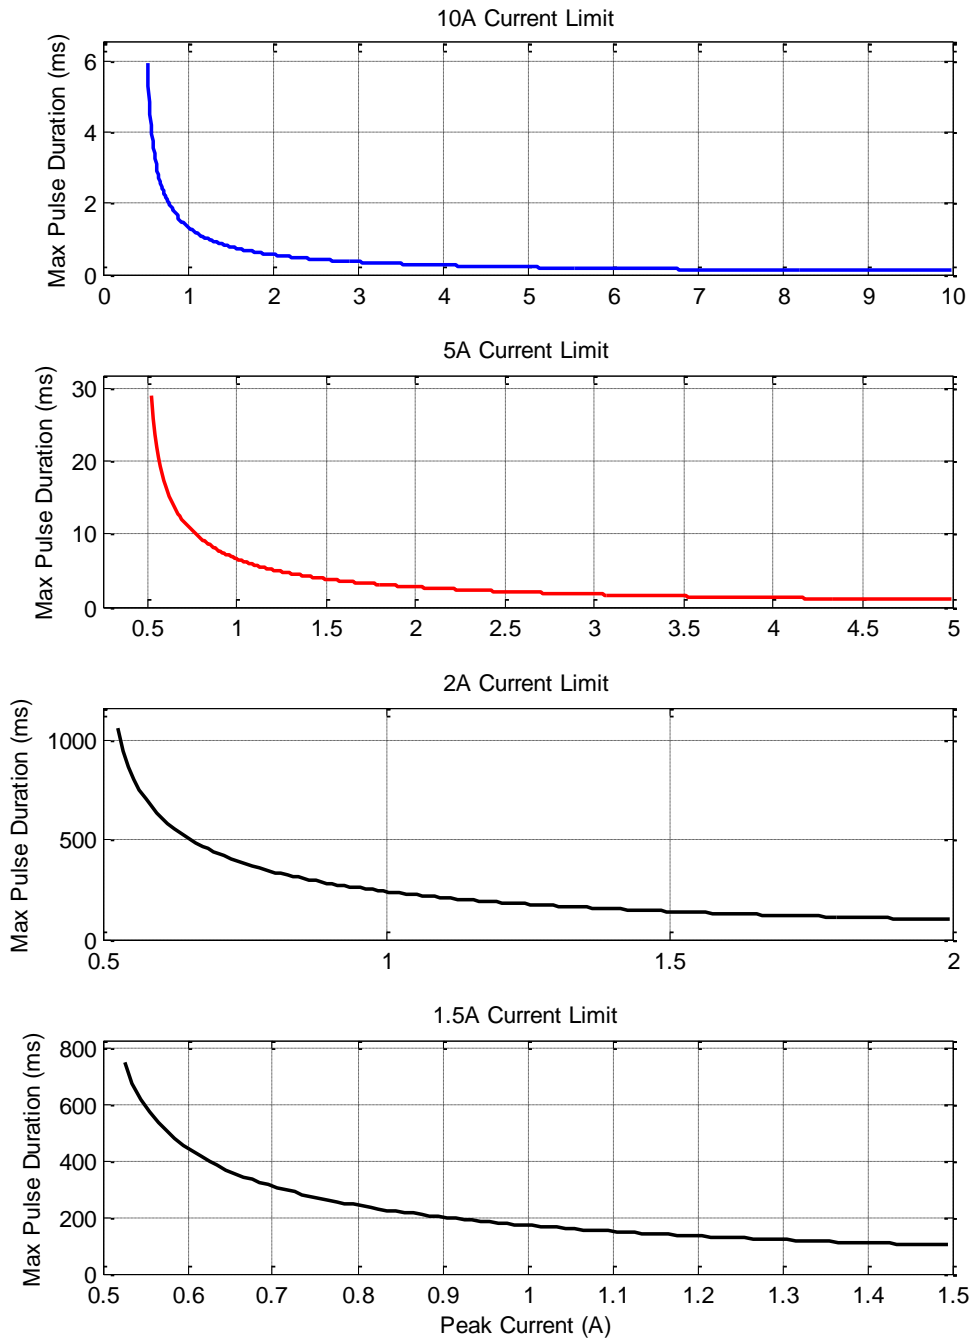 10A Current Limit
Max Pulse Duration (ms)
6
4
2
0
0 1 2 3 4 5 6 7 8 9 10
5A Current Limit
Max Pulse Duration (ms)
30
20
10
0
0.5 1 1.5 2 2.5 3 3.5 4 4.5 5
2A Current Limit
Max Pulse Duration (ms)
1000
500
0
0.5 1 1.5 2
1.5A Current Limit
Max Pulse Duration (ms)
800
600
400
200
0
0.5 0.6 0.7 0.8 0.9 1 1.1 1.2 1.3 1.4 1.5
Peak Current (A)